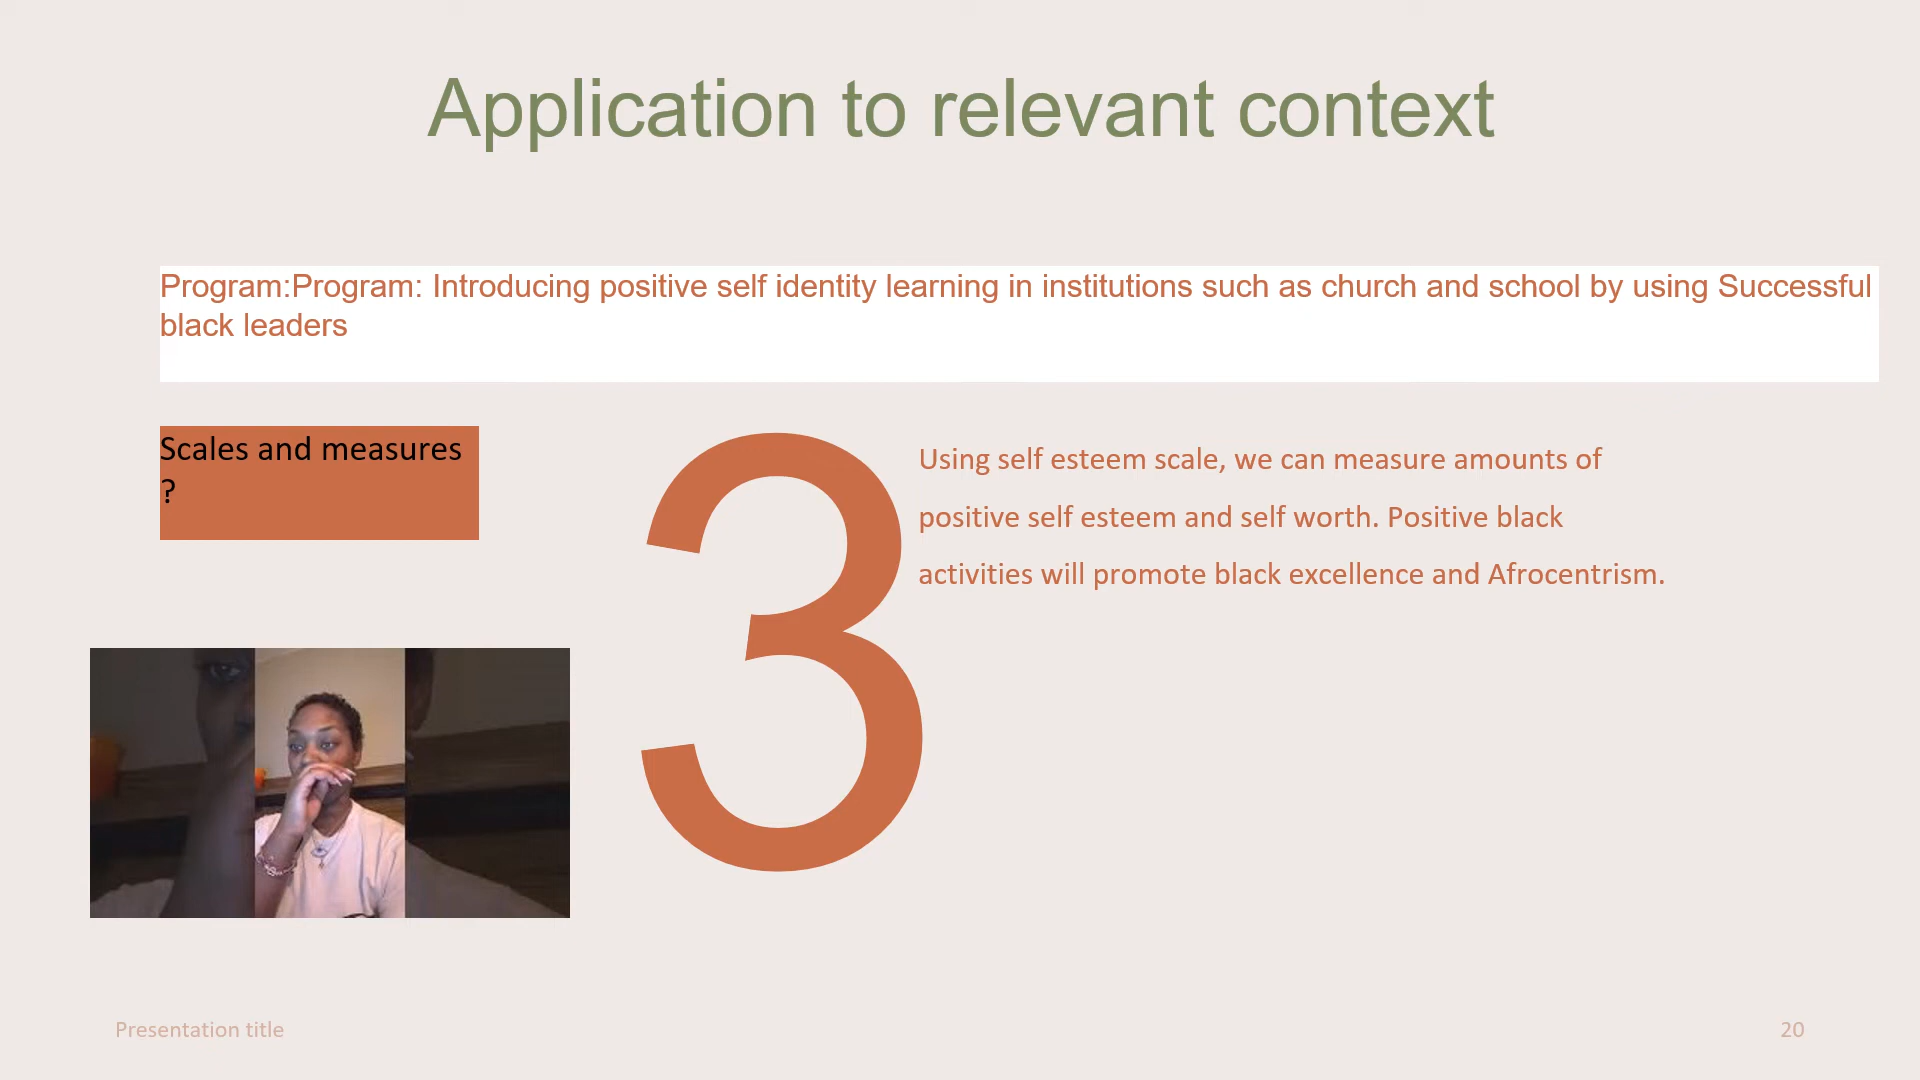 Application to relevant context
Program:Program: Introducing positive self identity learning in institutions such as church and school by using Successful
black leaders
Scales and measures
?
3
Using self esteem scale, we can measure amounts of
positive self esteem and self worth. Positive black
activities will promote black excellence and Afrocentrism.
Presentation title
20